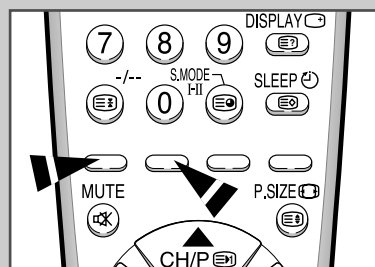 DISPLAY
7 8 9
-/-- S.MODE SLEEP
I-II
0
MUTE P.SIZE
CH/P